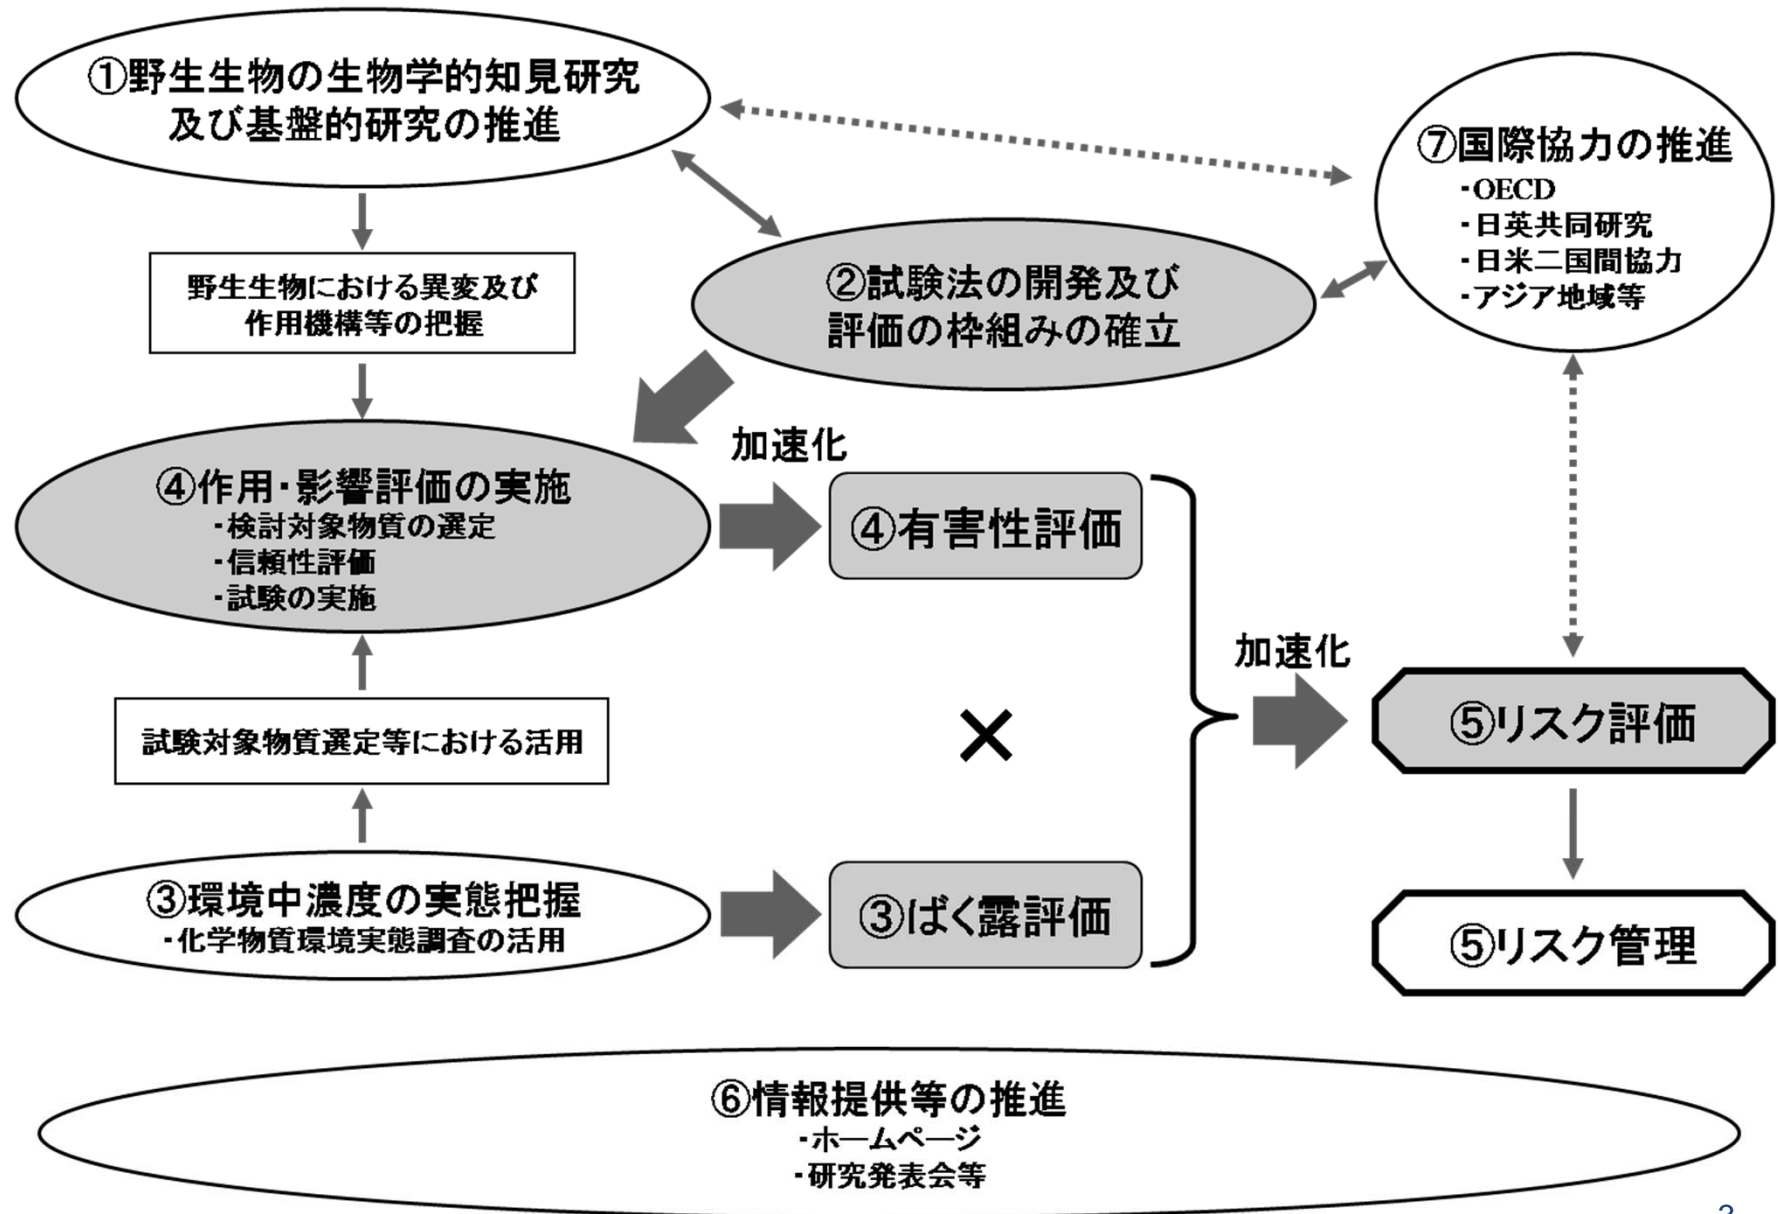 ①野生生物の生物学的知見研究
及び基盤的研究の推進
⑦国際協力の推進
・OECD
・日英共同研究
・日米二国間協力
・アジア地域等
野生生物における異変及び
作用機構等の把握
②試験法の開発及び
評価の枠組みの確立
加速化
④作用・影響評価の実施
・検討対象物質の選定
・信頼性評価
・試験の実施
④有害性評価
加速化
試験対象物質選定等における活用
×
⑤リスク評価
③環境中濃度の実態把握
・化学物質環境実態調査の活用
③ばく露評価
⑤リスク管理
⑥情報提供等の推進
・ホームページ
・研究発表会等